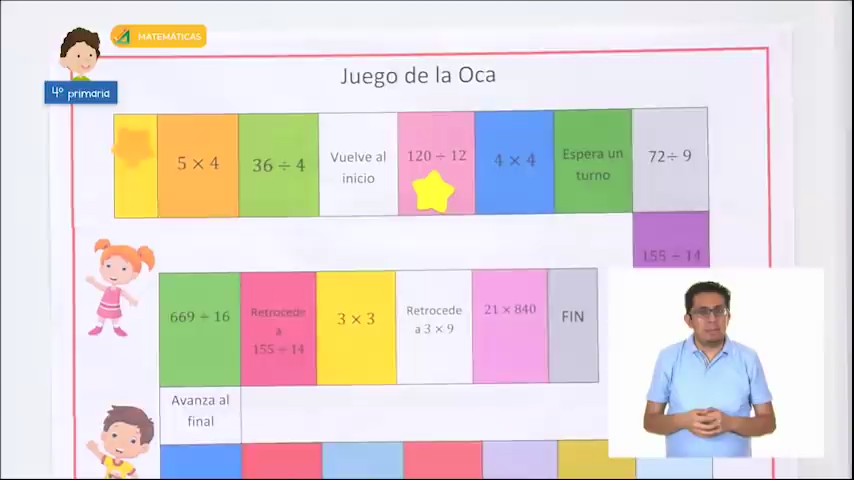 MATEMÁTICAS
4º primaria
Juego de la Oca
5 × 4
36 ÷ 4
Vuelve al
inicio
120 ÷ 12
4 × 4
Espera un
turno
72÷ 9
155 ÷ 14
669 ÷ 16
Retrocede
a
155 ÷ 14
3 × 3
Retrocede
a 3 × 9
21 × 840
FIN
Avanza al
final